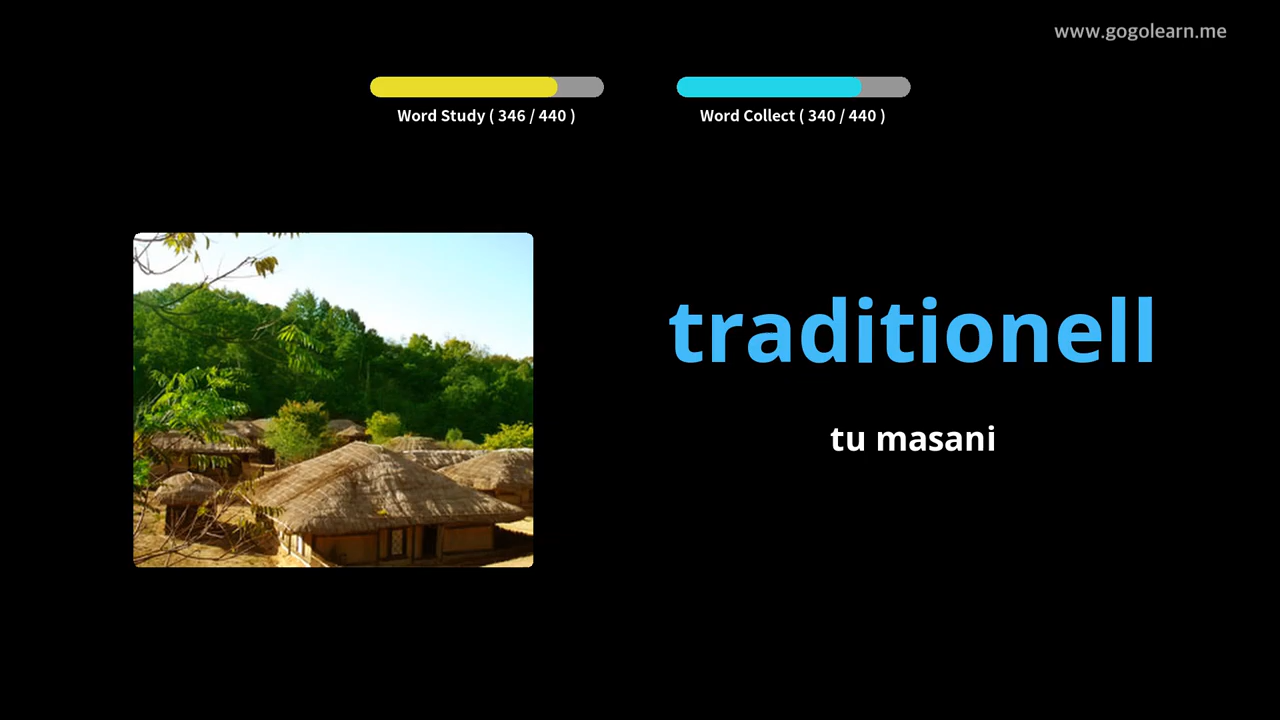 www.gogolearn.me
Word Study ( 346 / 440 )
Word Collect ( 340 / 440 )
traditionell
tu masani